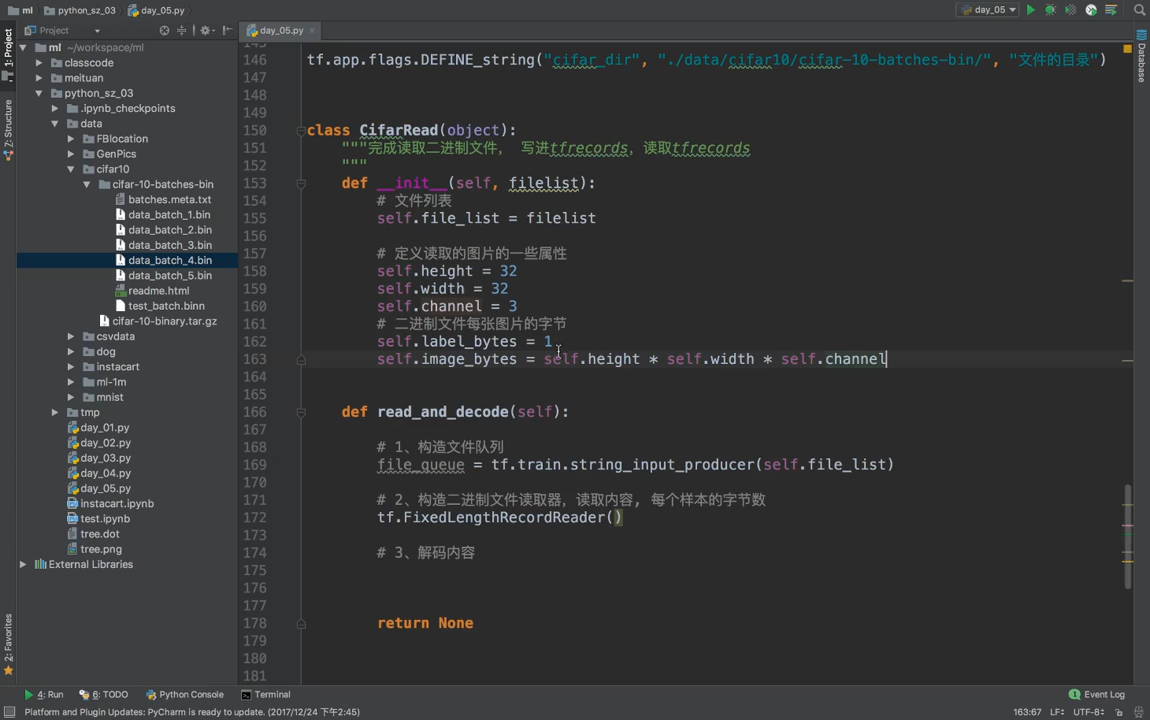 ml python_sz_03 day_05.py
day_05
Project
day_05.py
ml ~/workspace/ml
classcode
meituan
python_sz_03
.ipynb_checkpoints
data
FBlocation
GenPics
cifar10
cifar-10-batches-bin
batches.meta.txt
data_batch_1.bin
data_batch_2.bin
data_batch_3.bin
data_batch_4.bin
data_batch_5.bin
readme.html
test_batch.binn
cifar-10-binary.tar.gz
csvdata
dog
instacart
ml-1m
mnist
tmp
day_01.py
day_02.py
day_03.py
day_04.py
day_05.py
instacart.ipynb
test.ipynb
tree.dot
tree.png
External Libraries
1: Project
7: Structure
2: Favorites
Database
145
146 tf.app.flags.DEFINE_string("cifar_dir", "./data/cifar10/cifar-10-batches-bin/", "文件的目录")
147
148
149
150 class CifarRead(object):
151 """完成读取二进制文件， 写进tfrecords，读取tfrecords
152 """
153 def __init__(self, filelist):
154 # 文件列表
155 self.file_list = filelist
156
157 # 定义读取的图片的一些属性
158 self.height = 32
159 self.width = 32
160 self.channel = 3
161 # 二进制文件每张图片的字节
162 self.label_bytes = 1
163 self.image_bytes = self.height * self.width * self.channel
164
165
166 def read_and_decode(self):
167
168 # 1、构造文件队列
169 file_queue = tf.train.string_input_producer(self.file_list)
170
171 # 2、构造二进制文件读取器，读取内容, 每个样本的字节数
172 tf.FixedLengthRecordReader()
173
174 # 3、解码内容
175
176
177
178 return None
179
180
181
4: Run 6: TODO Python Console Terminal Event Log
Platform and Plugin Updates: PyCharm is ready to update. (2017/12/24 下午2:45) 163:67 LF UTF-8